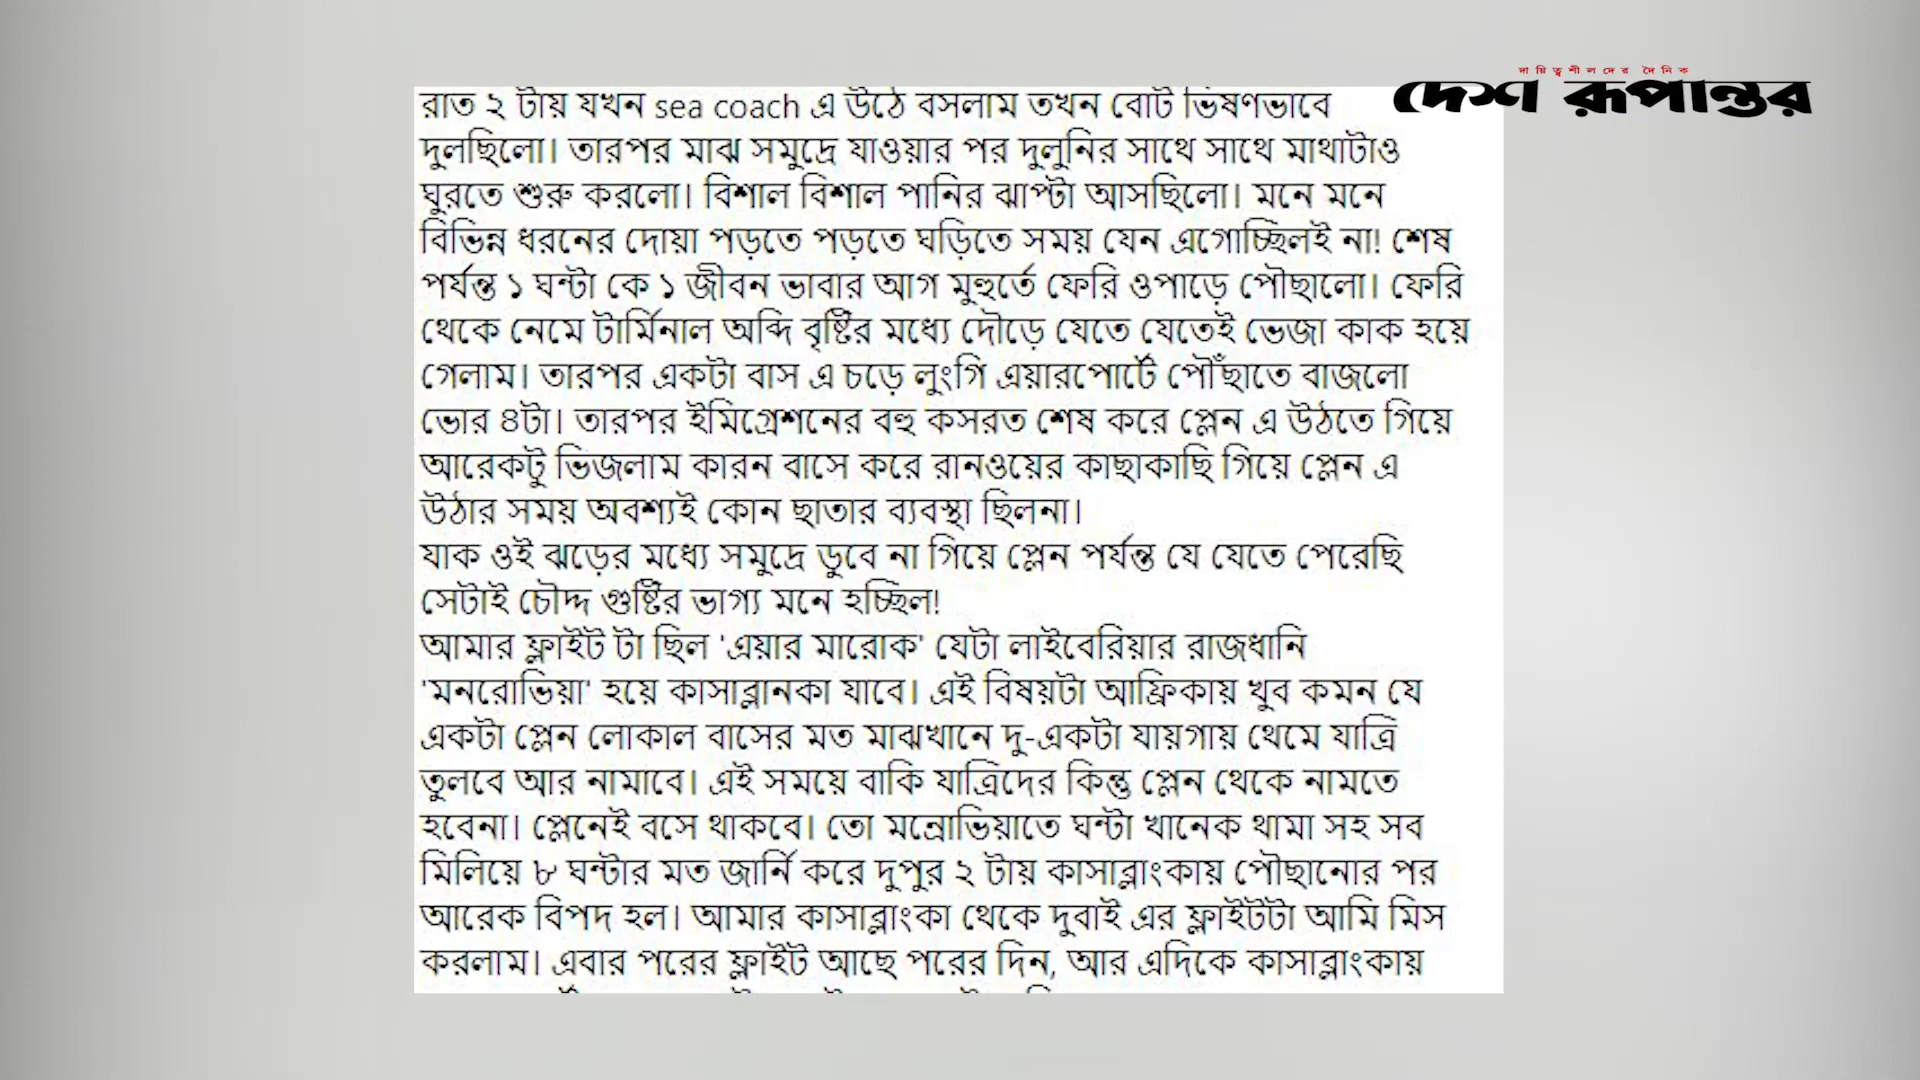 দায়িত্বশীলদের দৈনিক
দেশ রূপান্তর
রাত ২ টায় যখন sea coach এ উঠে বসলাম তখন বোট ভিষণভাবে
দুলছিলো। তারপর মাঝ সমুদ্রে যাওয়ার পর দুলুনির সাথে সাথে মাথাটাও
ঘুরতে শুরু করলো। বিশাল বিশাল পানির ঝাপ্টা আসছিলো। মনে মনে
বিভিন্ন ধরনের দোয়া পড়তে পড়তে ঘড়িতে সময় যেন এগোচ্ছিলই না! শেষ
পর্যন্ত ১ ঘন্টা কে ১ জীবন ভাবার আগ মুহুর্তে ফেরি ওপাড়ে পৌছালো। ফেরি
থেকে নেমে টার্মিনাল অব্দি বৃষ্টির মধ্যে দৌড়ে যেতে যেতেই ভেজা কাক হয়ে
গেলাম। তারপর একটা বাস এ চড়ে লুংগি এয়ারপোর্টে পৌঁছাতে বাজলো
ভোর ৪টা। তারপর ইমিগ্রেশনের বহু কসরত শেষ করে প্লেন এ উঠতে গিয়ে
আরেকটু ভিজলাম কারন বাসে করে রানওয়ের কাছাকাছি গিয়ে প্লেন এ
উঠার সময় অবশ্যই কোন ছাতার ব্যবস্থা ছিলনা।
যাক ওই ঝড়ের মধ্যে সমুদ্রে ডুবে না গিয়ে প্লেন পর্যন্ত যে যেতে পেরেছি
সেটাই চৌদ্দ গুষ্টির ভাগ্য মনে হচ্ছিল!
আমার ফ্লাইট টা ছিল 'এয়ার মারোক' যেটা লাইবেরিয়ার রাজধানি
'মনরোভিয়া' হয়ে কাসাব্লানকা যাবে। এই বিষয়টা আফ্রিকায় খুব কমন যে
একটা প্লেন লোকাল বাসের মত মাঝখানে দু-একটা যায়গায় থেমে যাত্রি
তুলবে আর নামাবে। এই সময়ে বাকি যাত্রিদের কিন্তু প্লেন থেকে নামতে
হবেনা। প্লেনেই বসে থাকবে। তো মন্রোভিয়াতে ঘন্টা খানেক থামা সহ সব
মিলিয়ে ৮ ঘন্টার মত জার্নি করে দুপুর ২ টায় কাসাব্লাংকায় পৌছানোর পর
আরেক বিপদ হল। আমার কাসাব্লাংকা থেকে দুবাই এর ফ্লাইটটা আমি মিস
করলাম। এবার পরের ফ্লাইট আছে পরের দিন, আর এদিকে কাসাব্লাংকায়